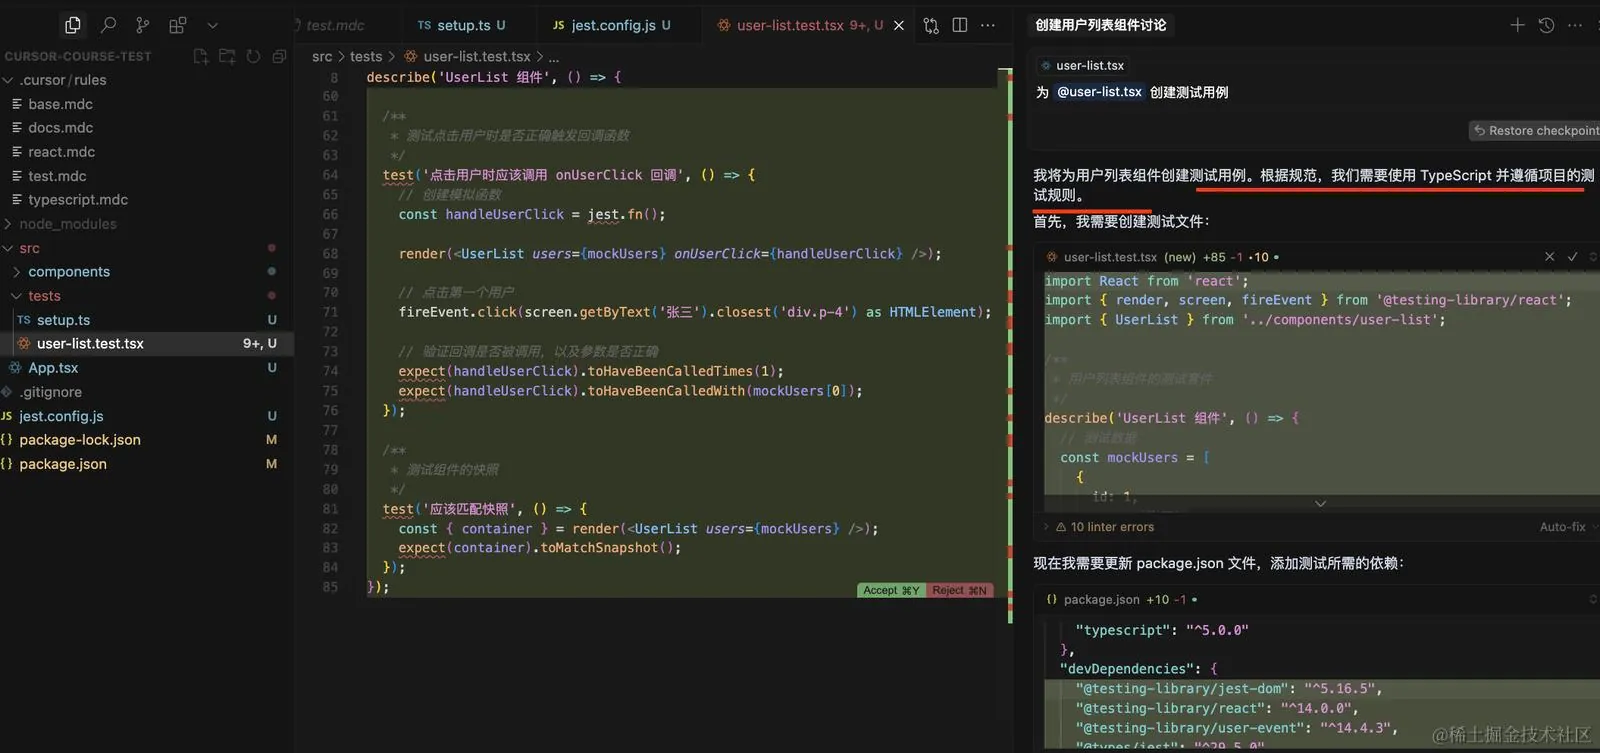 test.mdc
TS setup.ts U
JS jest.config.js U
user-list.test.tsx 9+, U
CURSOR-COURSE-TEST
.cursor/rules
base.mdc
docs.mdc
react.mdc
test.mdc
typescript.mdc
node_modules
src
components
tests
TS setup.ts U
user-list.test.tsx 9+, U
App.tsx U
.gitignore
JS jest.config.js U
{} package-lock.json M
{} package.json M
src > tests > user-list.test.tsx > ...
8 describe('UserList 组件', () => {
60
61 /**
62 * 测试点击用户时是否正确触发回调函数
63 */
64 test('点击用户时应该调用 onUserClick 回调', () => {
65 // 创建模拟函数
66 const handleUserClick = jest.fn();
67
68 render(<UserList users={mockUsers} onUserClick={handleUserClick} />);
69
70 // 点击第一个用户
71 fireEvent.click(screen.getByText('张三').closest('div.p-4') as HTMLElement);
72
73 // 验证回调是否被调用，以及参数是否正确
74 expect(handleUserClick).toHaveBeenCalledTimes(1);
75 expect(handleUserClick).toHaveBeenCalledWith(mockUsers[0]);
76 });
77
78 /**
79 * 测试组件的快照
80 */
81 test('应该匹配快照', () => {
82 const { container } = render(<UserList users={mockUsers} />);
83 expect(container).toMatchSnapshot();
84 });
85 });
Accept ⌘Y Reject ⌘N
创建用户列表组件讨论
user-list.tsx
为 @user-list.tsx 创建测试用例
Restore checkpoint
我将为用户列表组件创建测试用例。根据规范，我们需要使用 TypeScript 并遵循项目的测
试规则。
首先，我需要创建测试文件：
user-list.test.tsx (new) +85 -1 •10 •
import React from 'react';
import { render, screen, fireEvent } from '@testing-library/react';
import { UserList } from '../components/user-list';
/**
* 用户列表组件的测试套件
*/
describe('UserList 组件', () => {
// 测试数据
const mockUsers = [
{
id: 1,
10 linter errors
Auto-fix
现在我需要更新 package.json 文件，添加测试所需的依赖：
{} package.json +10 -1 •
"typescript": "^5.0.0"
},
"devDependencies": {
"@testing-library/jest-dom": "^5.16.5",
"@testing-library/react": "^14.0.0",
"@testing-library/user-event": "^14.4.3",
"@types/jest": "^29.5.0"
@稀土掘金技术社区